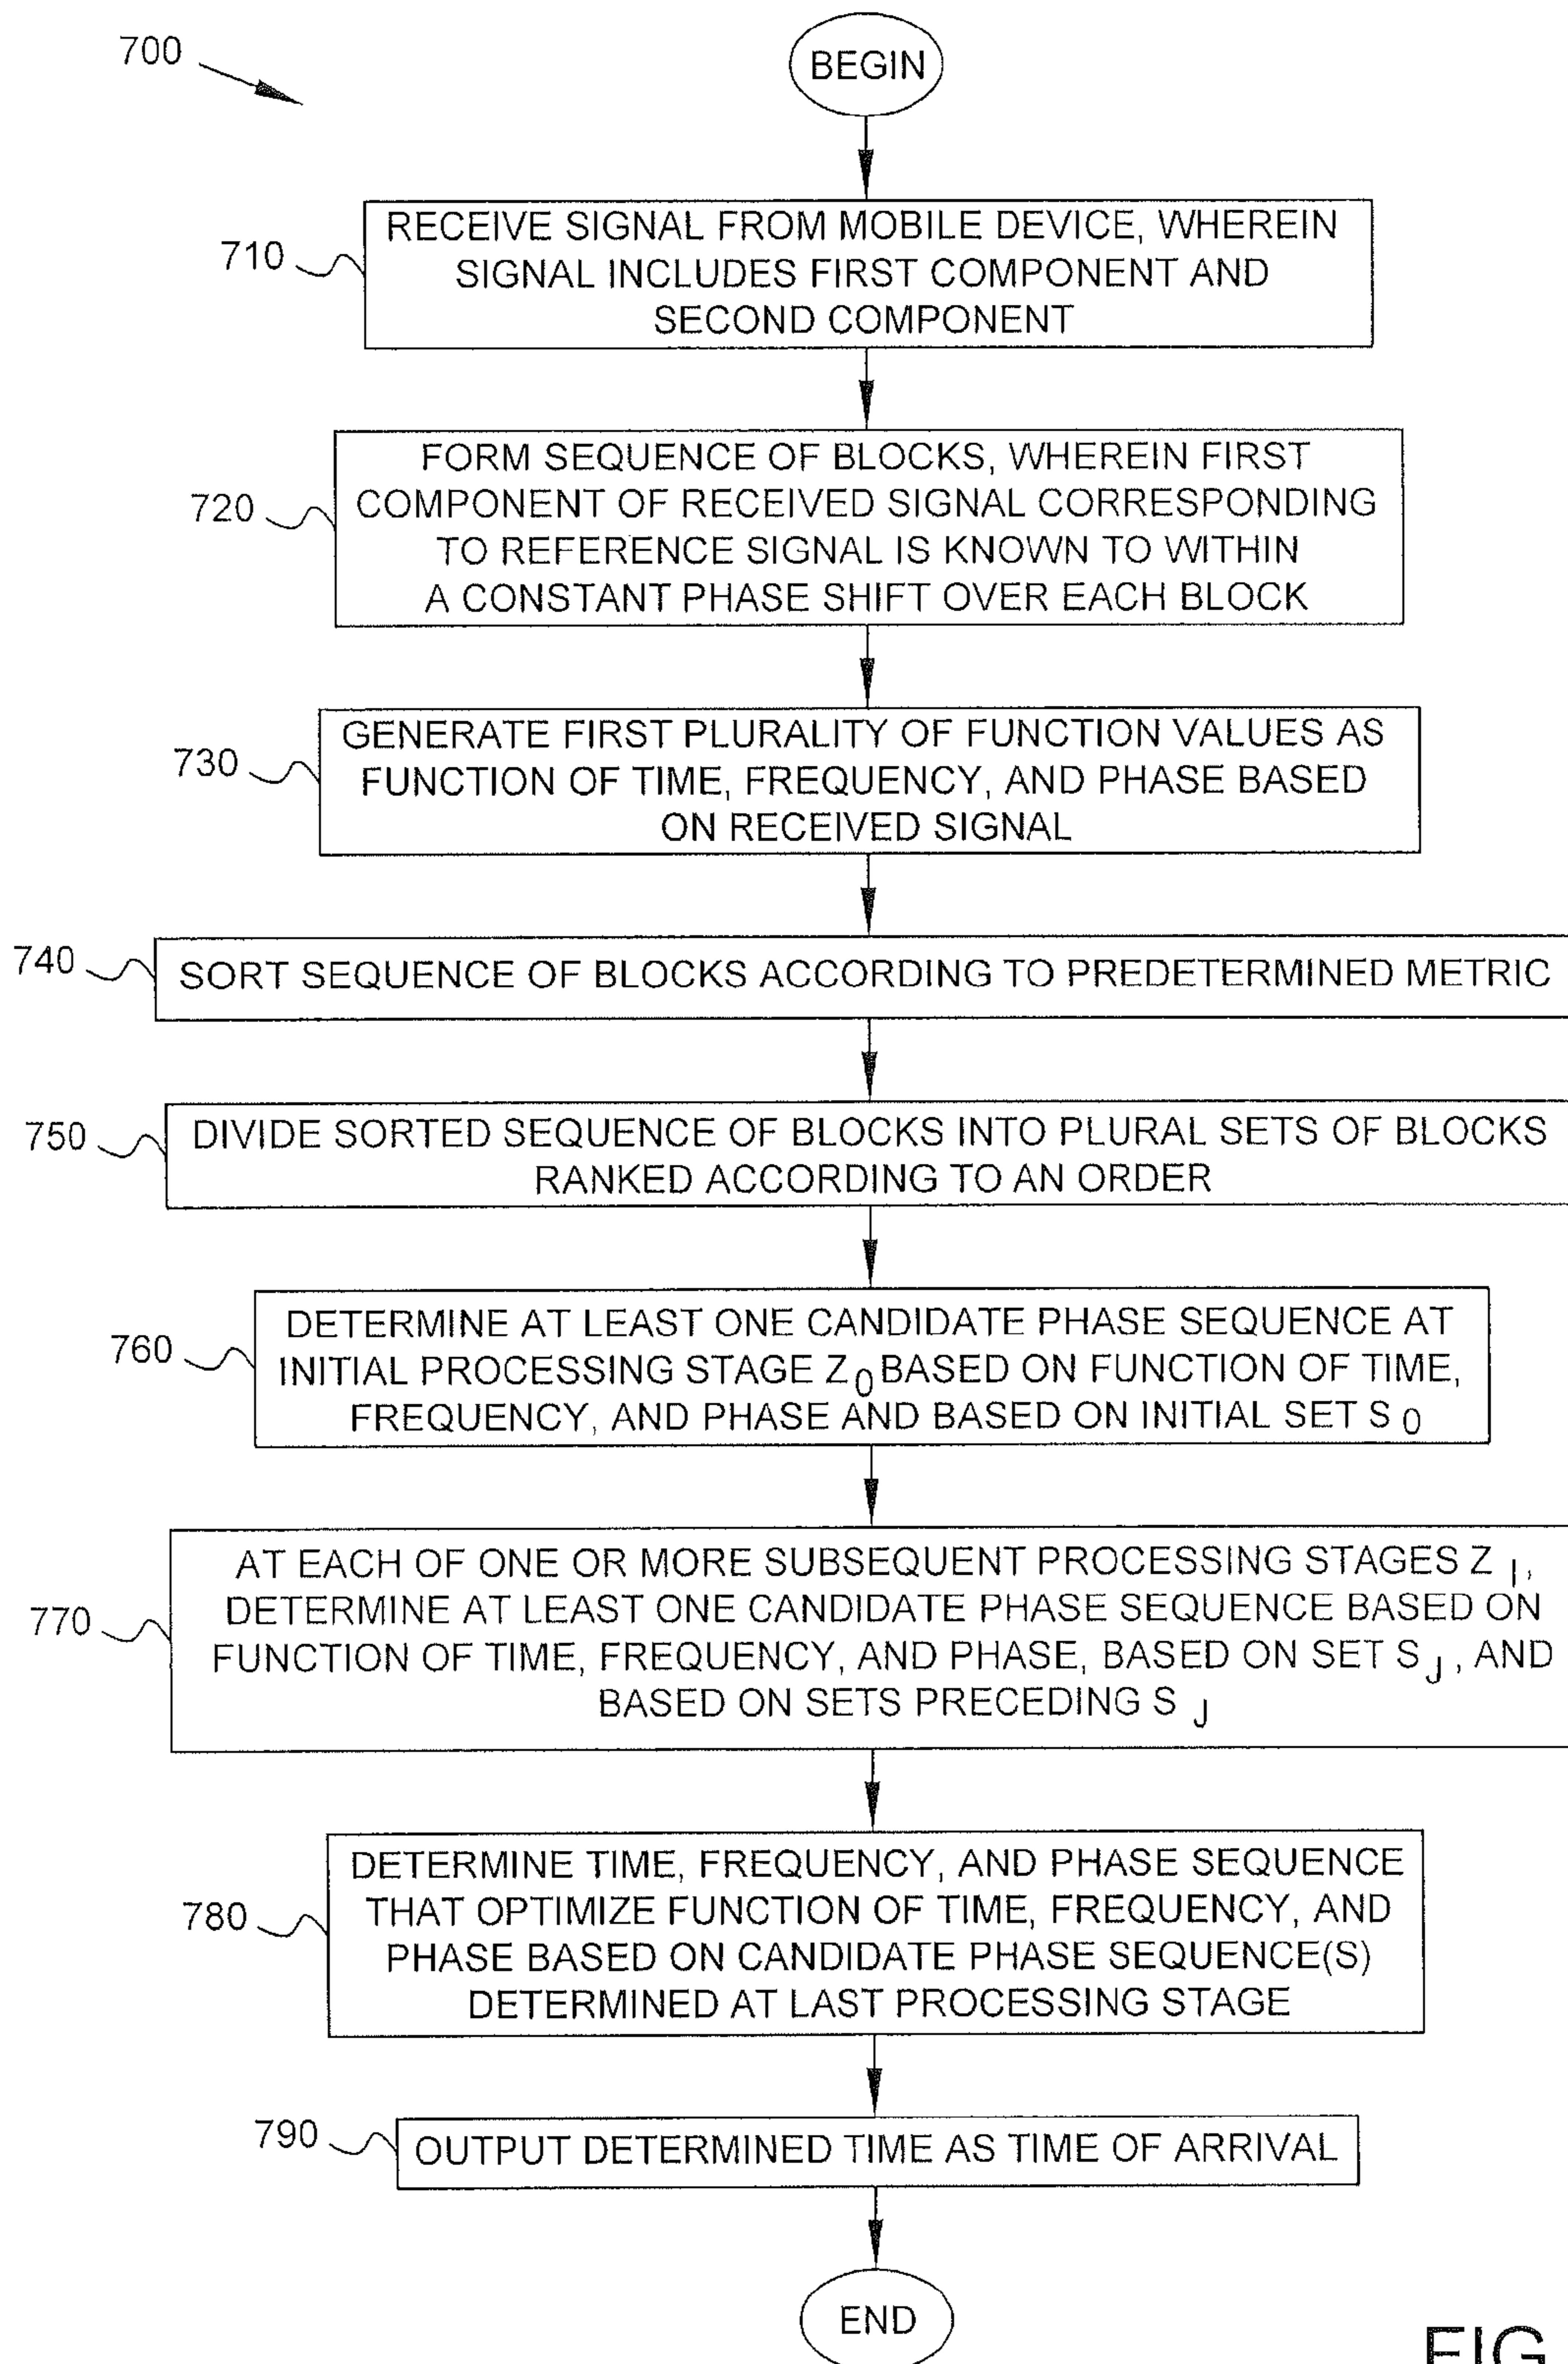 700
BEGIN
710
RECEIVE SIGNAL FROM MOBILE DEVICE, WHEREIN
SIGNAL INCLUDES FIRST COMPONENT AND
SECOND COMPONENT
720
FORM SEQUENCE OF BLOCKS, WHEREIN FIRST
COMPONENT OF RECEIVED SIGNAL CORRESPONDING
TO REFERENCE SIGNAL IS KNOWN TO WITHIN
A CONSTANT PHASE SHIFT OVER EACH BLOCK
730
GENERATE FIRST PLURALITY OF FUNCTION VALUES AS
FUNCTION OF TIME, FREQUENCY, AND PHASE BASED
ON RECEIVED SIGNAL
740
SORT SEQUENCE OF BLOCKS ACCORDING TO PREDETERMINED METRIC
750
DIVIDE SORTED SEQUENCE OF BLOCKS INTO PLURAL SETS OF BLOCKS
RANKED ACCORDING TO AN ORDER
760
DETERMINE AT LEAST ONE CANDIDATE PHASE SEQUENCE AT
INITIAL PROCESSING STAGE Z0 BASED ON FUNCTION OF TIME,
FREQUENCY, AND PHASE AND BASED ON INITIAL SET S0
770
AT EACH OF ONE OR MORE SUBSEQUENT PROCESSING STAGES ZI,
DETERMINE AT LEAST ONE CANDIDATE PHASE SEQUENCE BASED ON
FUNCTION OF TIME, FREQUENCY, AND PHASE, BASED ON SET SJ, AND
BASED ON SETS PRECEDING SJ
780
DETERMINE TIME, FREQUENCY, AND PHASE SEQUENCE
THAT OPTIMIZE FUNCTION OF TIME, FREQUENCY, AND
PHASE BASED ON CANDIDATE PHASE SEQUENCE(S)
DETERMINED AT LAST PROCESSING STAGE
790
OUTPUT DETERMINED TIME AS TIME OF ARRIVAL
END
FIG